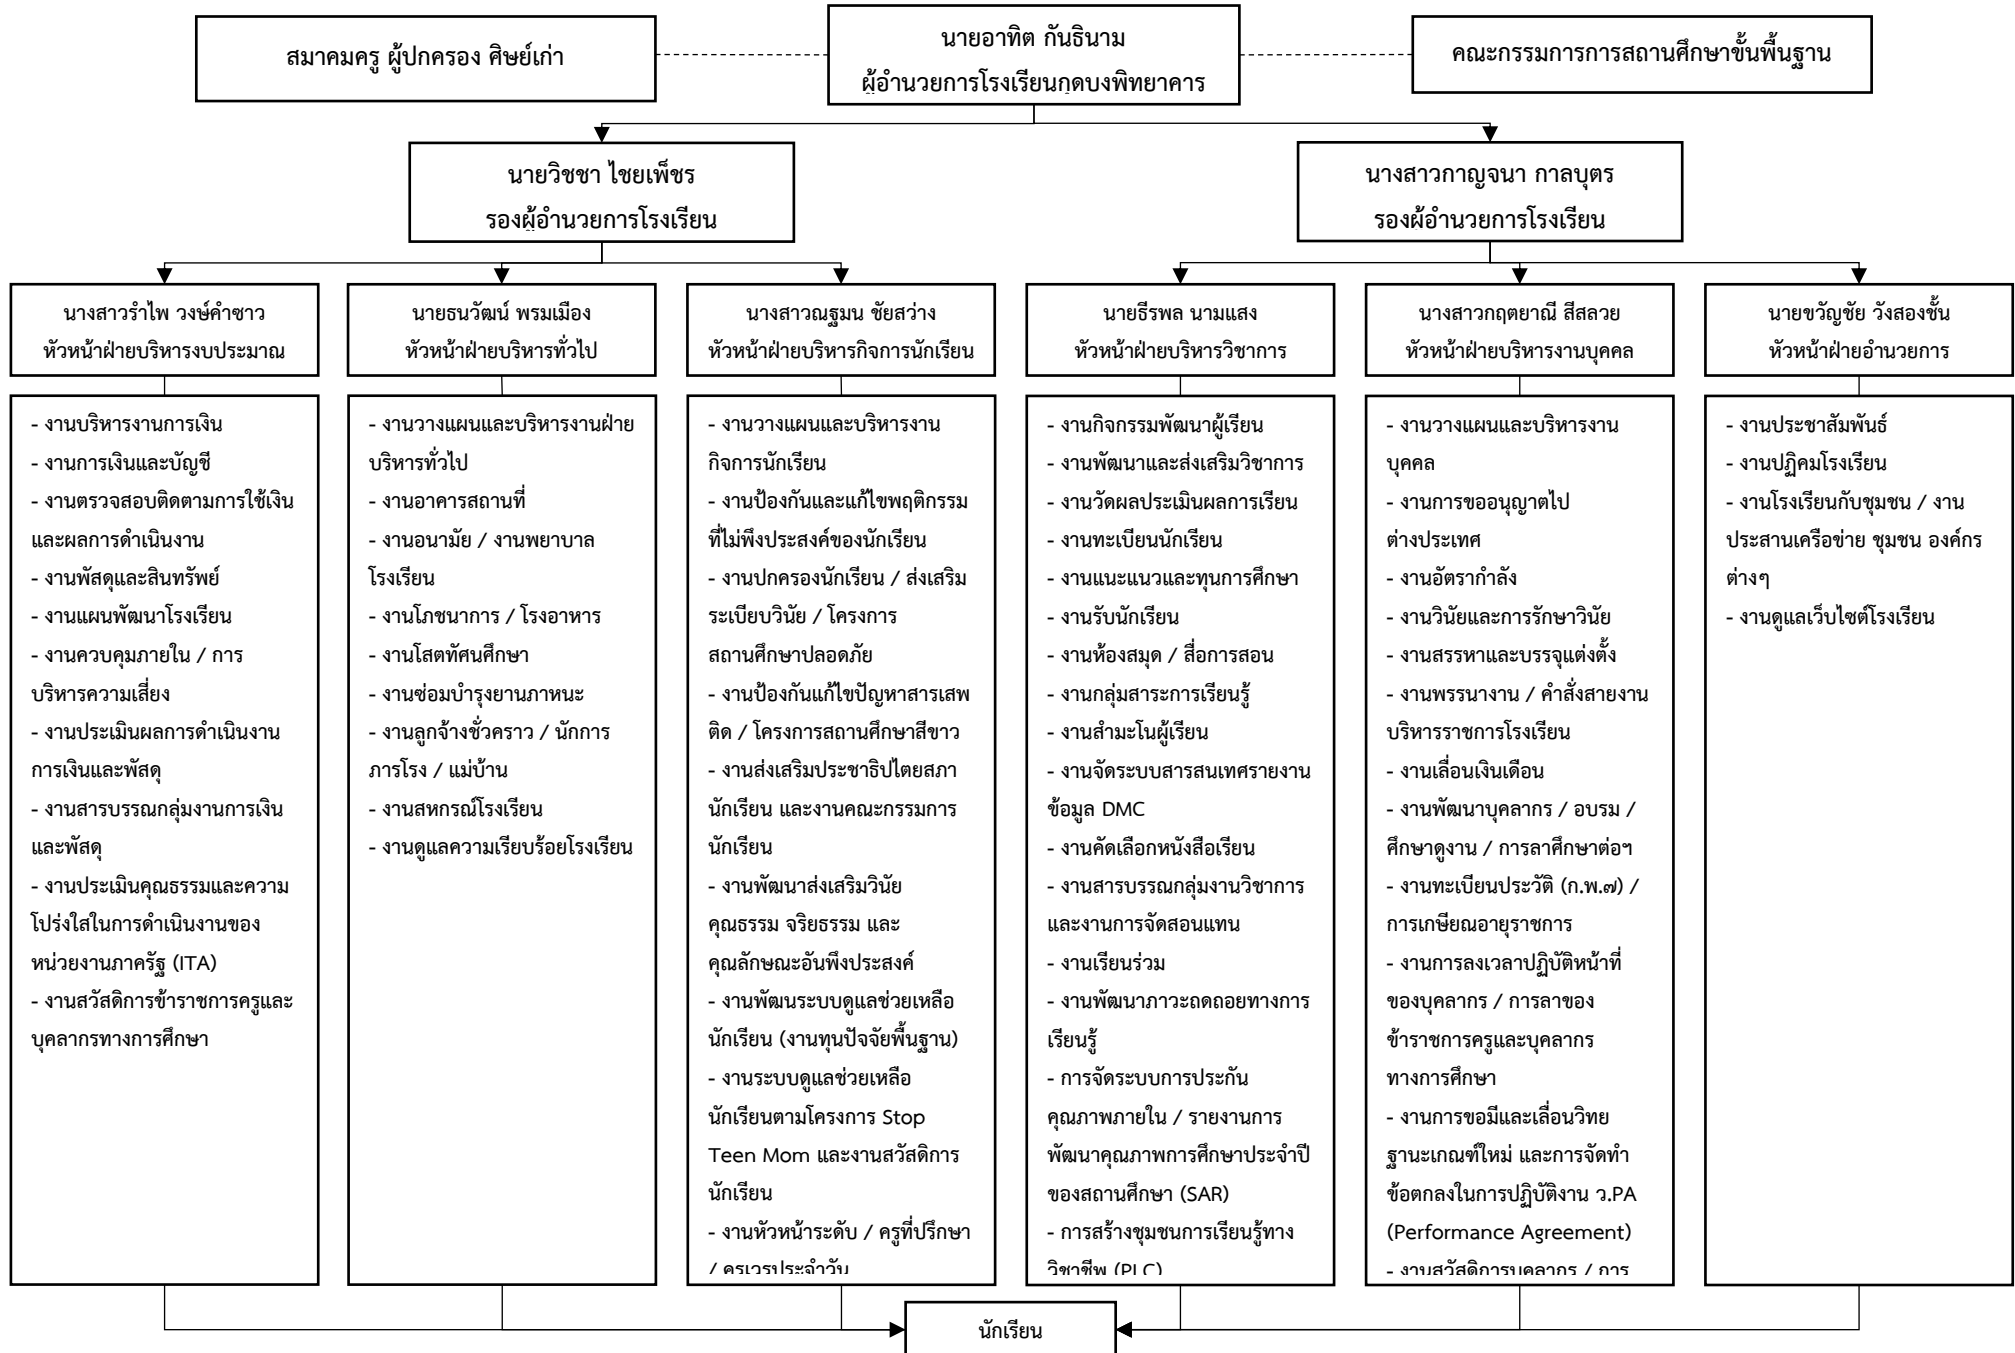 สมาคมครู ผู้ปกครอง ศิษย์เก่า
นายอาทิต กันธินาม
ผู้อำนวยการโรงเรียนกุดบงพิทยาคาร
คณะกรรมการการสถานศึกษาขั้นพื้นฐาน
นายวิชชา ไชยเพ็ชร
รองผู้อำนวยการโรงเรียน
นางสาวกาญจนา กาลบุตร
รองผู้อำนวยการโรงเรียน
นางสาวรำไพ วงษ์คำซาว
หัวหน้าฝ่ายบริหารงบประมาณ
- งานบริหารงานการเงิน
- งานการเงินและบัญชี
- งานตรวจสอบติดตามการใช้เงิน
และผลการดำเนินงาน
- งานพัสดุและสินทรัพย์
- งานแผนพัฒนาโรงเรียน
- งานควบคุมภายใน / การ
บริหารความเสี่ยง
- งานประเมินผลการดำเนินงาน
การเงินและพัสดุ
- งานสารบรรณกลุ่มงานการเงิน
และพัสดุ
- งานประเมินคุณธรรมและความ
โปร่งใสในการดำเนินงานของ
หน่วยงานภาครัฐ (ITA)
- งานสวัสดิการข้าราชการครูและ
บุคลากรทางการศึกษา
นายธนวัฒน์ พรมเมือง
หัวหน้าฝ่ายบริหารทั่วไป
- งานวางแผนและบริหารงานฝ่าย
บริหารทั่วไป
- งานอาคารสถานที่
- งานอนามัย / งานพยาบาล
โรงเรียน
- งานโภชนาการ / โรงอาหาร
- งานโสตทัศนศึกษา
- งานซ่อมบำรุงยานภาหนะ
- งานลูกจ้างชั่วคราว / นักการ
ภารโรง / แม่บ้าน
- งานสหกรณ์โรงเรียน
- งานดูแลความเรียบร้อยโรงเรียน
นางสาวณฐมน ชัยสว่าง
หัวหน้าฝ่ายบริหารกิจการนักเรียน
- งานวางแผนและบริหารงาน
กิจการนักเรียน
- งานป้องกันและแก้ไขพฤติกรรม
ที่ไม่พึงประสงค์ของนักเรียน
- งานปกครองนักเรียน / ส่งเสริม
ระเบียบวินัย / โครงการ
สถานศึกษาปลอดภัย
- งานป้องกันแก้ไขปัญหาสารเสพ
ติด / โครงการสถานศึกษาสีขาว
- งานส่งเสริมประชาธิปไตยสภา
นักเรียน และงานคณะกรรมการ
นักเรียน
- งานพัฒนาส่งเสริมวินัย
คุณธรรม จริยธรรม และ
คุณลักษณะอันพึงประสงค์
- งานพัฒนระบบดูแลช่วยเหลือ
นักเรียน (งานทุนปัจจัยพื้นฐาน)
- งานระบบดูแลช่วยเหลือ
นักเรียนตามโครงการ Stop
Teen Mom และงานสวัสดิการ
นักเรียน
- งานหัวหน้าระดับ / ครูที่ปรึกษา
/ ครูเวรประจำวัน
นายธีรพล นามแสง
หัวหน้าฝ่ายบริหารวิชาการ
- งานกิจกรรมพัฒนาผู้เรียน
- งานพัฒนาและส่งเสริมวิชาการ
- งานวัดผลประเมินผลการเรียน
- งานทะเบียนนักเรียน
- งานแนะแนวและทุนการศึกษา
- งานรับนักเรียน
- งานห้องสมุด / สื่อการสอน
- งานกลุ่มสาระการเรียนรู้
- งานสำมะโนผู้เรียน
- งานจัดระบบสารสนเทศรายงาน
ข้อมูล DMC
- งานคัดเลือกหนังสือเรียน
- งานสารบรรณกลุ่มงานวิชาการ
และงานการจัดสอนแทน
- งานเรียนร่วม
- งานพัฒนาภาวะถดถอยทางการ
เรียนรู้
- การจัดระบบการประกัน
คุณภาพภายใน / รายงานการ
พัฒนาคุณภาพการศึกษาประจำปี
ของสถานศึกษา (SAR)
- การสร้างชุมชนการเรียนรู้ทาง
วิชาชีพ (PLC)
นางสาวกฤตยาณี สีสลวย
หัวหน้าฝ่ายบริหารงานบุคคล
- งานวางแผนและบริหารงาน
บุคคล
- งานการขออนุญาตไป
ต่างประเทศ
- งานอัตรากำลัง
- งานวินัยและการรักษาวินัย
- งานสรรหาและบรรจุแต่งตั้ง
- งานพรรนางาน / คำสั่งสายงาน
บริหารราชการโรงเรียน
- งานเลื่อนเงินเดือน
- งานพัฒนาบุคลากร / อบรม /
ศึกษาดูงาน / การลาศึกษาต่อฯ
- งานทะเบียนประวัติ (ก.พ.๗) /
การเกษียณอายุราชการ
- งานการลงเวลาปฏิบัติหน้าที่
ของบุคลากร / การลาของ
ข้าราชการครูและบุคลากร
ทางการศึกษา
- งานการขอมีและเลื่อนวิทย
ฐานะเกณฑ์ใหม่ และการจัดทำ
ข้อตกลงในการปฏิบัติงาน ว.PA
(Performance Agreement)
- งานสวัสดิการบุคลากร / การ
นายขวัญชัย วังสองชั้น
หัวหน้าฝ่ายอำนวยการ
- งานประชาสัมพันธ์
- งานปฏิคมโรงเรียน
- งานโรงเรียนกับชุมชน / งาน
ประสานเครือข่าย ชุมชน องค์กร
ต่างๆ
- งานดูแลเว็บไซต์โรงเรียน
นักเรียน